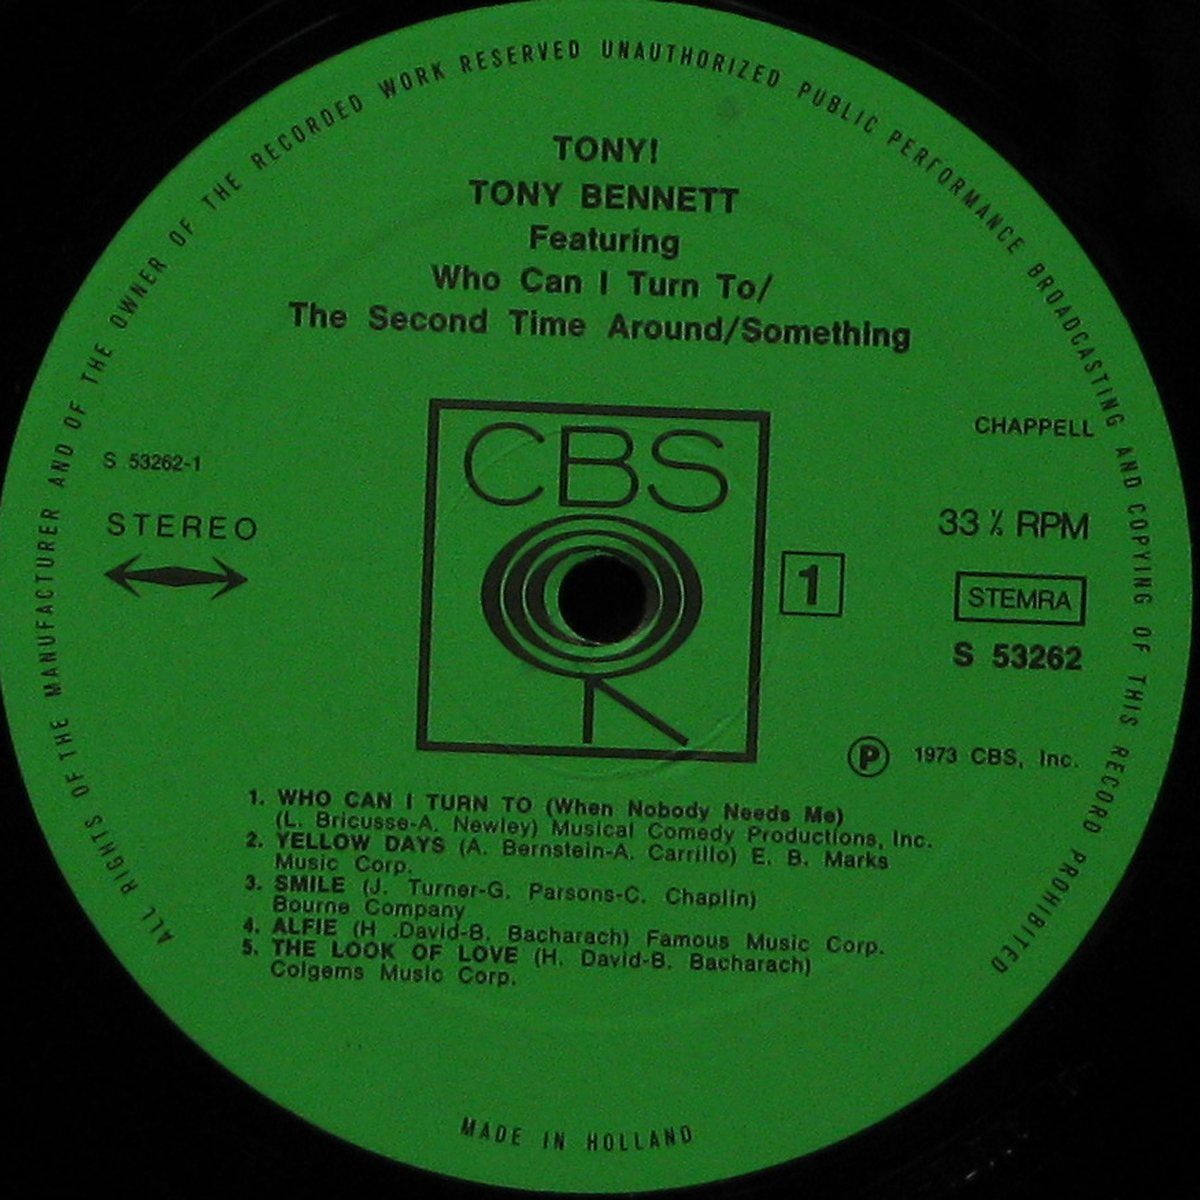 ALL RIGHTS OF THE MANUFACTURER AND OF THE OWNER OF THE RECORDED WORK RESERVED UNAUTHORIZED PUBLIC PERFORMANCE BROADCASTING AND COPYING OF THIS RECORD PROHIBITED
TONY!
TONY BENNETT
Featuring
Who Can I Turn To/
The Second Time Around/Something
CBS
CHAPPELL
S 53262-1
STEREO
33 ⅓ RPM
1
STEMRA
S 53262
Ⓟ 1973 CBS, Inc.
1. WHO CAN I TURN TO (When Nobody Needs Me)
(L. Bricusse-A. Newley) Musical Comedy Productions, Inc.
2. YELLOW DAYS (A. Bernstein-A. Carrillo) E. B. Marks
Music Corp.
3. SMILE (J. Turner-G. Parsons-C. Chaplin)
Bourne Company
4. ALFIE (H .David-B. Bacharach) Famous Music Corp.
5. THE LOOK OF LOVE (H. David-B. Bacharach)
Colgems Music Corp.
MADE IN HOLLAND